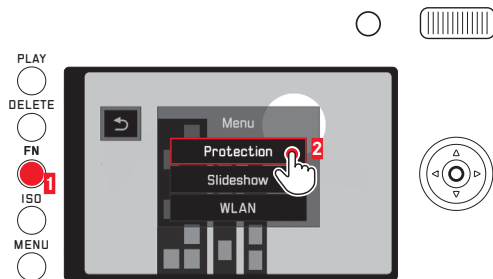 PLAY
DELETE
FN
1
ISO
MENU
Menu
Protection
2
Slideshow
WLAN